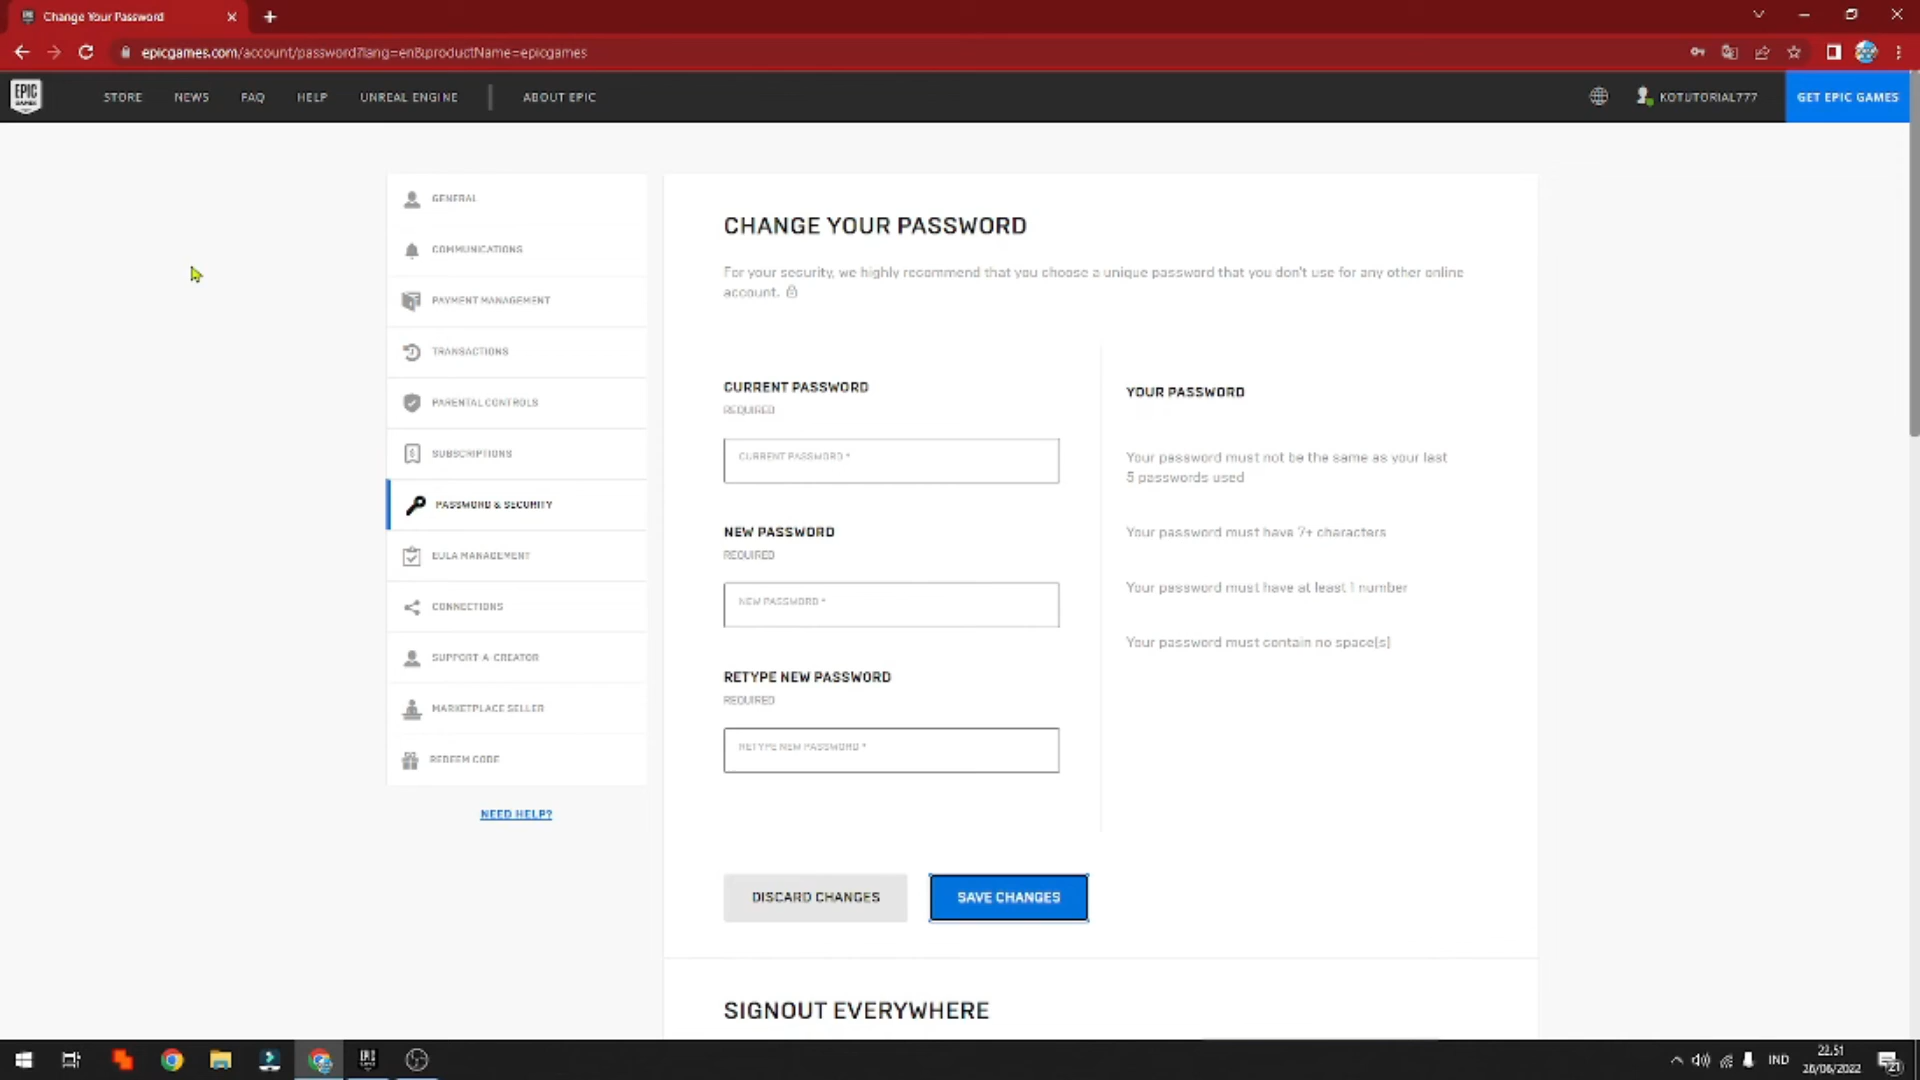 Change Your Password
epicgames.com/account/password?lang=en&productName=epicgames
EPIC GAMES
STORE
NEWS
FAQ
HELP
UNREAL ENGINE
ABOUT EPIC
KOTUTORIAL777
GET EPIC GAMES
GENERAL
COMMUNICATIONS
PAYMENT MANAGEMENT
TRANSACTIONS
PARENTAL CONTROLS
SUBSCRIPTIONS
PASSWORD & SECURITY
EULA MANAGEMENT
CONNECTIONS
SUPPORT-A-CREATOR
MARKETPLACE SELLER
REDEEM CODE
NEED HELP?
CHANGE YOUR PASSWORD
For your security, we highly recommend that you choose a unique password that you don't use for any other online
account.
CURRENT PASSWORD
REQUIRED
CURRENT PASSWORD *
NEW PASSWORD
REQUIRED
NEW PASSWORD *
RETYPE NEW PASSWORD
REQUIRED
RETYPE NEW PASSWORD *
YOUR PASSWORD
Your password must not be the same as your last
5 passwords used
Your password must have 7+ characters
Your password must have at least 1 number
Your password must contain no space(s)
DISCARD CHANGES
SAVE CHANGES
SIGNOUT EVERYWHERE
IND
22.51
26/06/2022
21